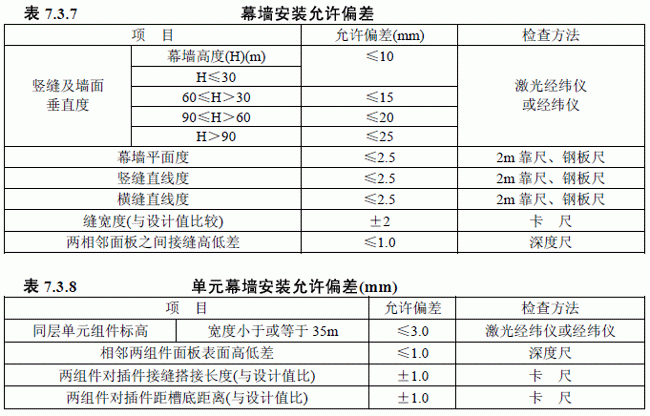 表 7.3.7 幕墙安装允许偏差
项 目 允许偏差(mm) 检查方法
竖缝及墙面垂直度 幕墙高度(H)(m) ≤10 激光经纬仪或经纬仪
H≤30
60≤H>30 ≤15
90≤H>60 ≤20
H>90 ≤25
幕墙平面度 ≤2.5 2m 靠尺、钢板尺
竖缝直线度 ≤2.5 2m 靠尺、钢板尺
横缝直线度 ≤2.5 2m 靠尺、钢板尺
缝宽度(与设计值比较) ±2 卡 尺
两相邻面板之间接缝高低差 ≤1.0 深度尺
表 7.3.8 单元幕墙安装允许偏差(mm)
项 目 允许偏差 检查方法
同层单元组件标高 宽度小于或等于 35m ≤3.0 激光经纬仪或经纬仪
相邻两组件面板表面高低差 ≤1.0 深度尺
两组件对插件接缝搭接长度(与设计值比) ±1.0 卡 尺
两组件对插件距槽底距离(与设计值比) ±1.0 卡 尺